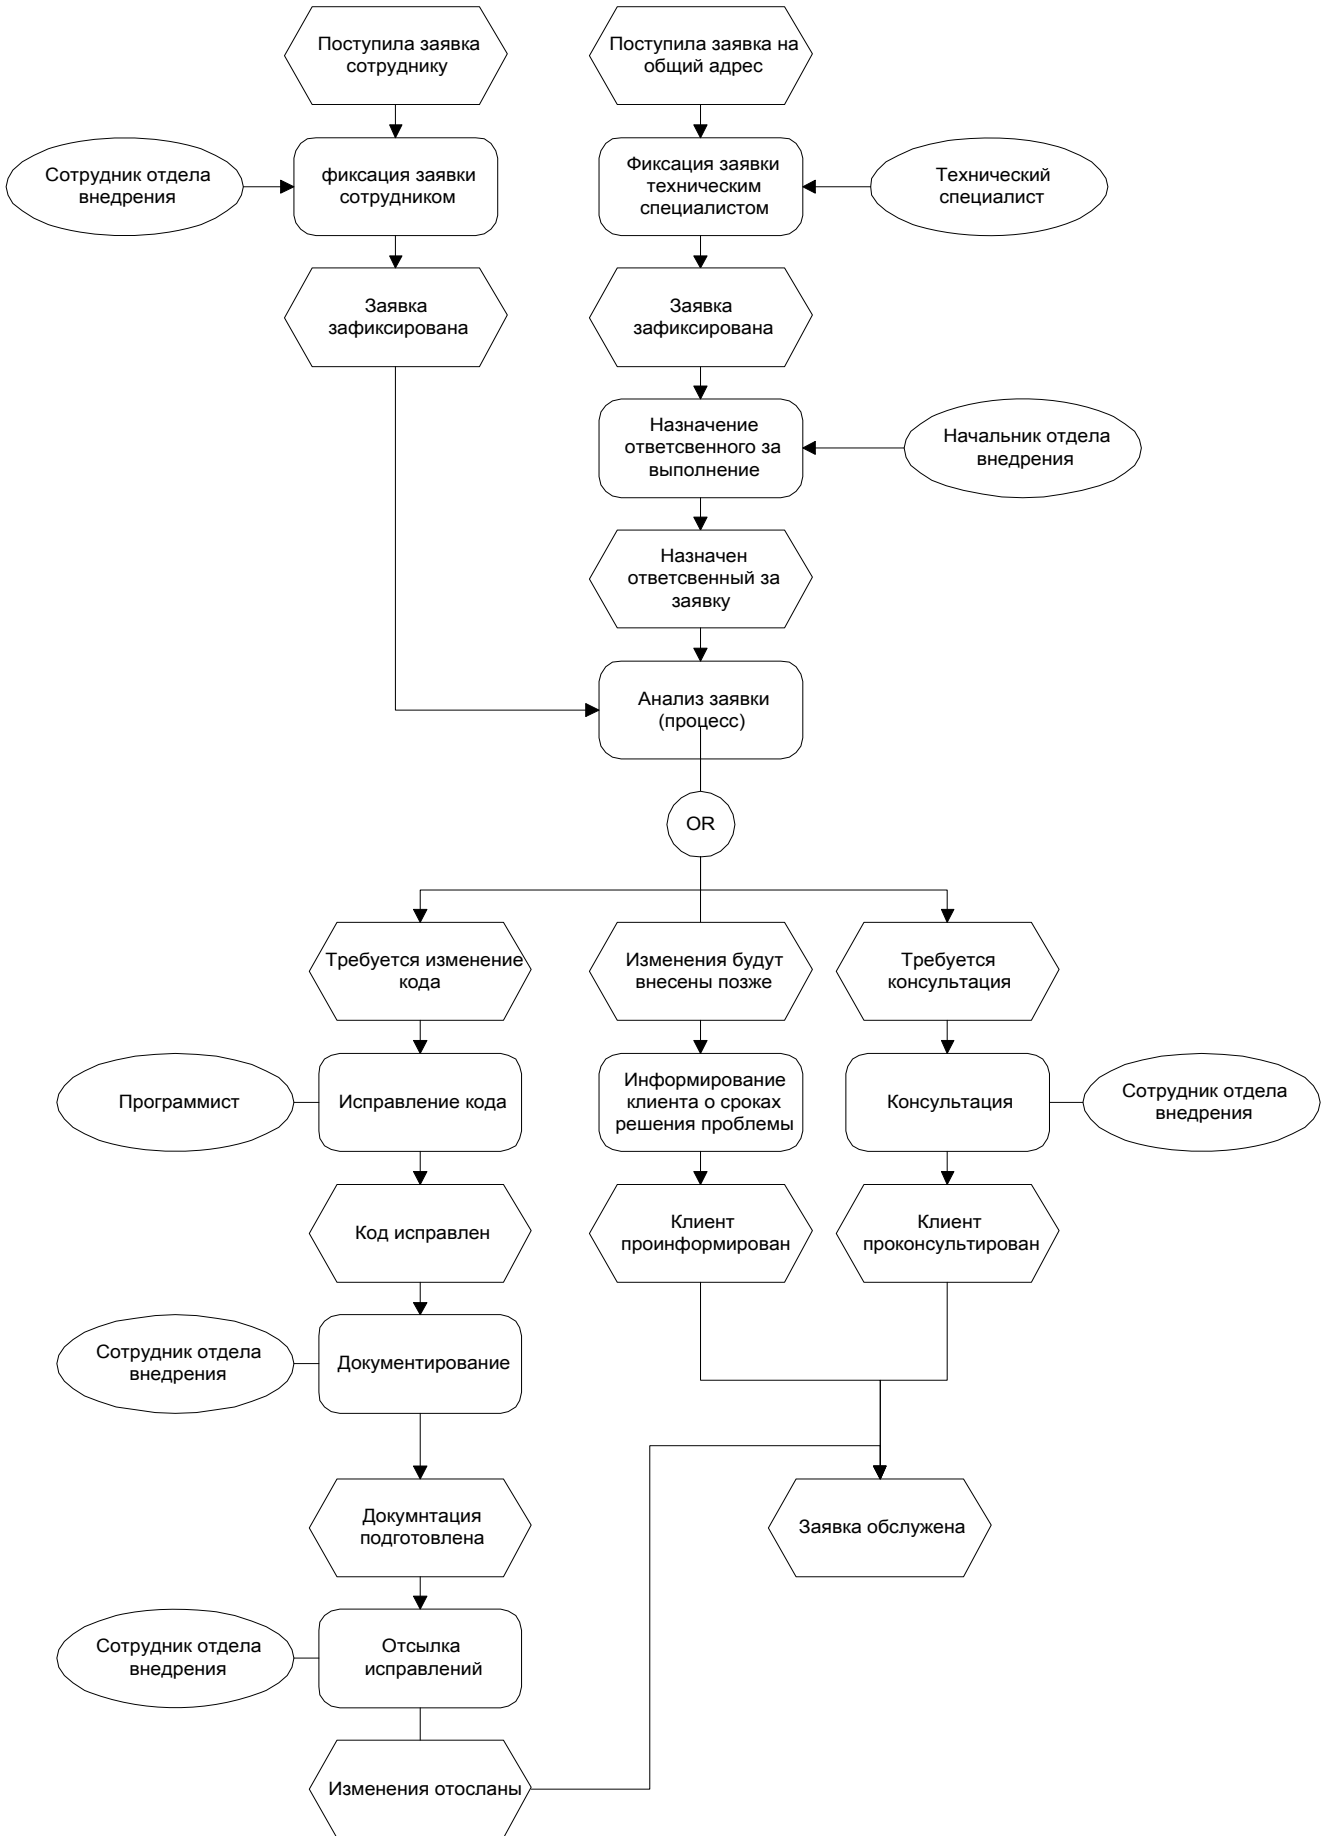 Поступила заявка
сотруднику
Поступила заявка на
общий адрес
Сотрудник отдела
внедрения
фиксация заявки
сотрудником
Фиксация заявки
техническим
специалистом
Технический
специалист
Заявка
зафиксирована
Заявка
зафиксирована
Назначение
ответсвенного за
выполнение
Начальник отдела
внедрения
Назначен
ответсвенный за
заявку
Анализ заявки
(процесс)
OR
Требуется изменение
кода
Изменения будут
внесены позже
Требуется
консультация
Программист
Исправление кода
Информирование
клиента о сроках
решения проблемы
Консультация
Сотрудник отдела
внедрения
Код исправлен
Клиент
проинформирован
Клиент
проконсультирован
Сотрудник отдела
внедрения
Документирование
Докумнтация
подготовлена
Заявка обслужена
Сотрудник отдела
внедрения
Отсылка
исправлений
Изменения отосланы